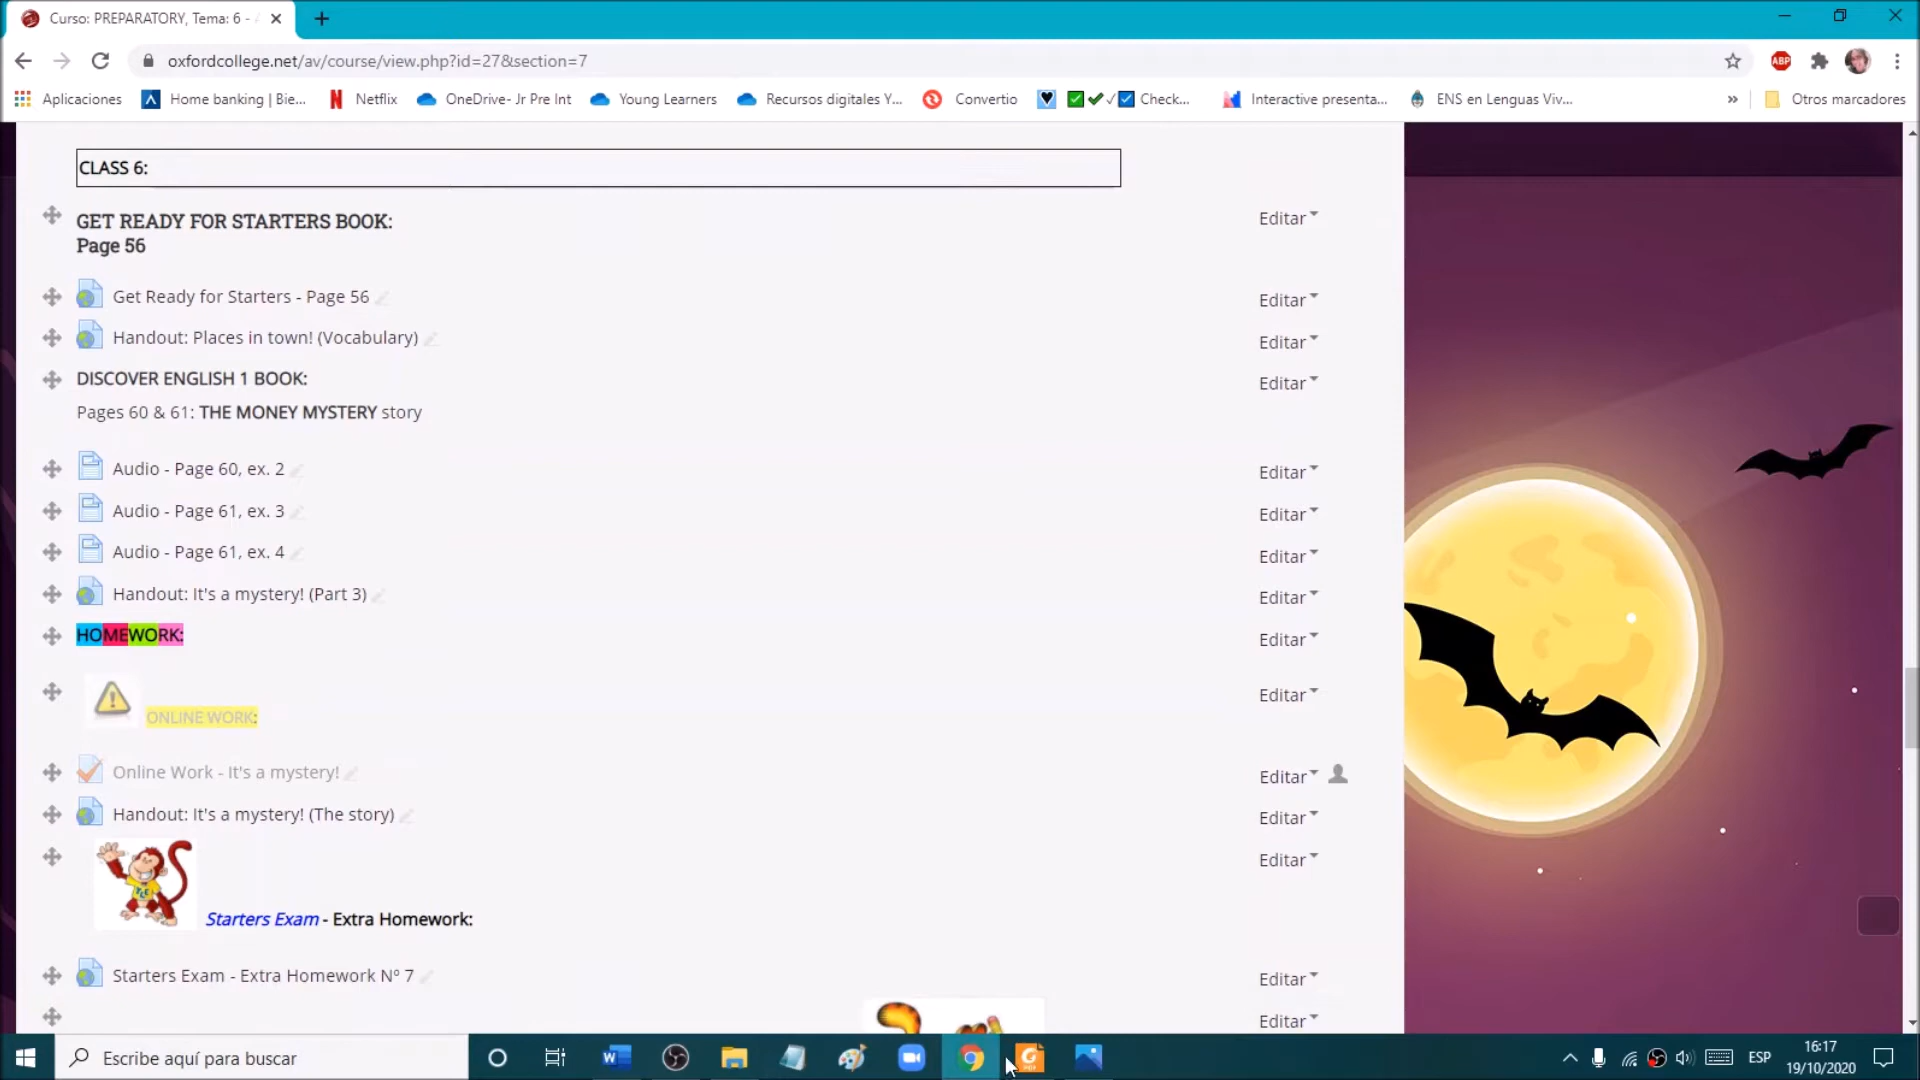 Curso: PREPARATORY, Tema: 6 -
oxfordcollege.net/av/course/view.php?id=27&section=7
ABP
Aplicaciones
Home banking | Bie...
Netflix
OneDrive- Jr Pre Int
Young Learners
Recursos digitales Y...
Convertio
Check...
Interactive presenta...
ENS en Lenguas Viv...
»
Otros marcadores
CLASS 6:
GET READY FOR STARTERS BOOK:
Editar
Page 56
Get Ready for Starters - Page 56
Editar
Handout: Places in town! (Vocabulary)
Editar
DISCOVER ENGLISH 1 BOOK:
Editar
Pages 60 & 61: THE MONEY MYSTERY story
Audio - Page 60, ex. 2
Editar
Audio - Page 61, ex. 3
Editar
Audio - Page 61, ex. 4
Editar
Handout: It's a mystery! (Part 3)
Editar
HOMEWORK:
Editar
Editar
ONLINE WORK:
Online Work - It's a mystery!
Editar
Handout: It's a mystery! (The story)
Editar
Editar
Starters Exam - Extra Homework:
Starters Exam - Extra Homework Nº 7
Editar
Editar
Escribe aquí para buscar
ESP
16:17
19/10/2020